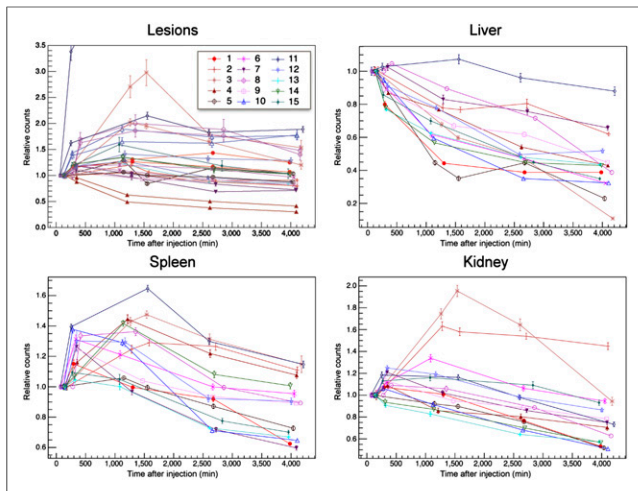 Lesions
Relative counts
3.5
3.0
2.5
2.0
1.5
1.0
0.5
0.0
1 6 11
2 7 12
3 8 13
4 9 14
5 10 15
0 500 1,000 1,500 2,000 2,500 3,000 3,500 4,000
Time after injection (min)
Liver
Relative counts
1.0
0.8
0.6
0.4
0.2
0 500 1,000 1,500 2,000 2,500 3,000 3,500 4,000
Time after injection (min)
Spleen
Relative counts
1.6
1.4
1.2
1.0
0.8
0.6
0 500 1,000 1,500 2,000 2,500 3,000 3,500 4,000
Time after injection (min)
Kidney
Relative counts
2.0
1.8
1.6
1.4
1.2
1.0
0.8
0.6
0 500 1,000 1,500 2,000 2,500 3,000 3,500 4,000
Time after injection (min)